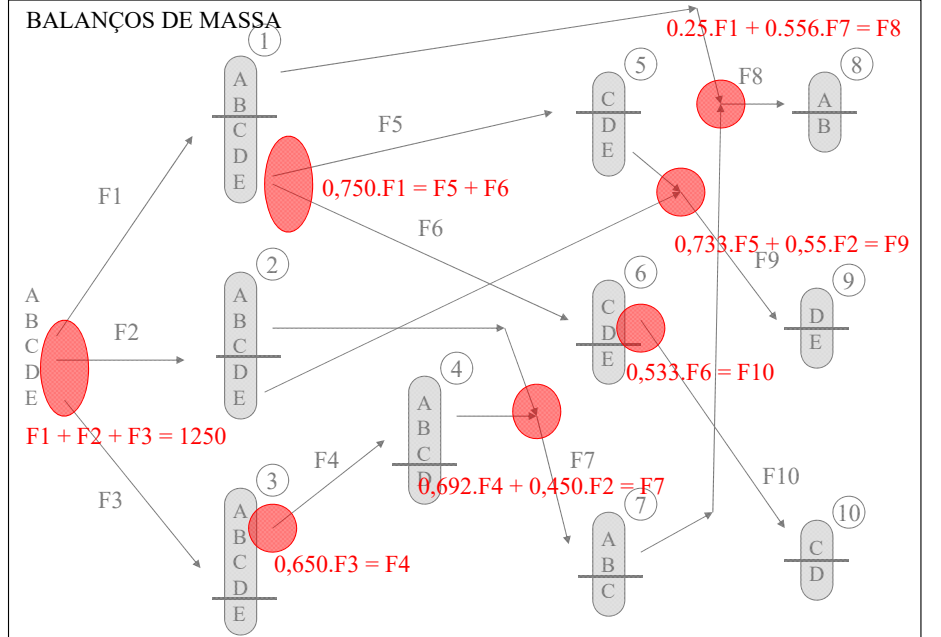 BALANÇOS DE MASSA
0.25.F1 + 0.556.F7 = F8
1
A
B
C
D
E
5
C
D
E
F8
8
A
B
F5
0,750.F1 = F5 + F6
F1
F6
0,733.F5 + 0,55.F2 = F9
F9
2
A
B
C
D
E
6
C
D
E
9
D
E
A
B
C
D
E
F2
0,533.F6 = F10
4
A
B
C
D
F1 + F2 + F3 = 1250
F4
F7
F10
3
A
B
C
D
E
F3
0,692.F4 + 0,450.F2 = F7
7
A
B
C
10
C
D
0,650.F3 = F4